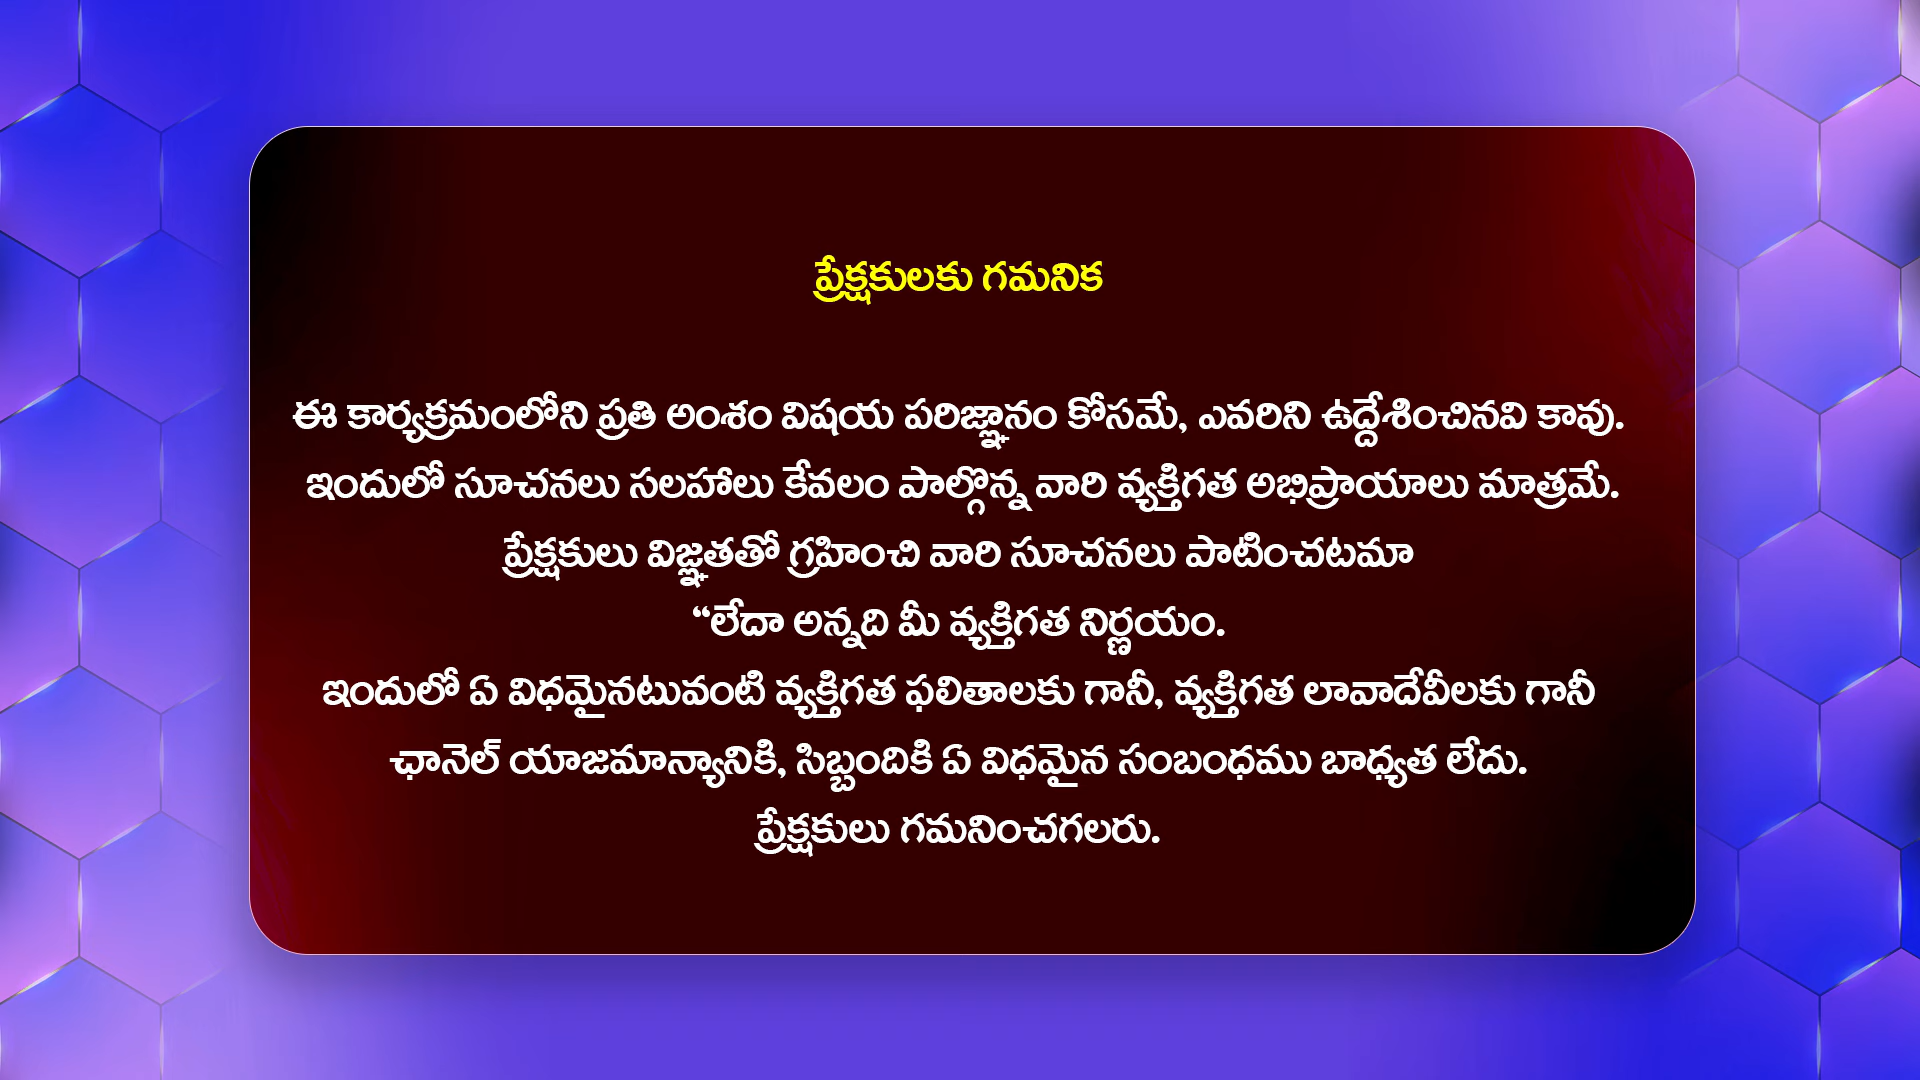 ప్రేక్షకులకు గమనిక
ఈ కార్యక్రమంలోని ప్రతి అంశం విషయ పరిజ్ఞానం కోసమే, ఎవరిని ఉద్దేశించినవి కావు.
ఇందులో సూచనలు సలహాలు కేవలం పాల్గొన్న వారి వ్యక్తిగత అభిప్రాయాలు మాత్రమే.
ప్రేక్షకులు విజ్ఞతతో గ్రహించి వారి సూచనలు పాటించటమా
“లేదా అన్నది మీ వ్యక్తిగత నిర్ణయం.
ఇందులో ఏ విధమైనటువంటి వ్యక్తిగత ఫలితాలకు గానీ, వ్యక్తిగత లావాదేవీలకు గానీ
ఛానెల్ యాజమాన్యానికి, సిబ్బందికి ఏ విధమైన సంబంధము బాధ్యత లేదు.
ప్రేక్షకులు గమనించగలరు.